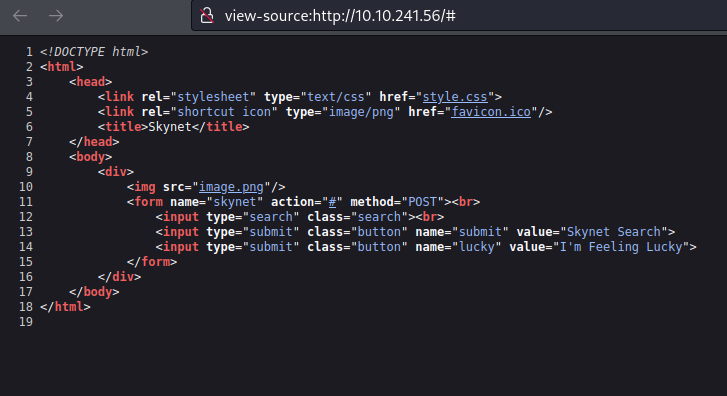 view-source:http://10.10.241.56/#
1 <!DOCTYPE html>
2 <html>
3 <head>
4 <link rel="stylesheet" type="text/css" href="style.css">
5 <link rel="shortcut icon" type="image/png" href="favicon.ico"/>
6 <title>Skynet</title>
7 </head>
8 <body>
9 <div>
10 <img src="image.png"/>
11 <form name="skynet" action="#" method="POST"><br>
12 <input type="search" class="search"><br>
13 <input type="submit" class="button" name="submit" value="Skynet Search">
14 <input type="submit" class="button" name="lucky" value="I'm Feeling Lucky">
15 </form>
16 </div>
17 </body>
18 </html>
19